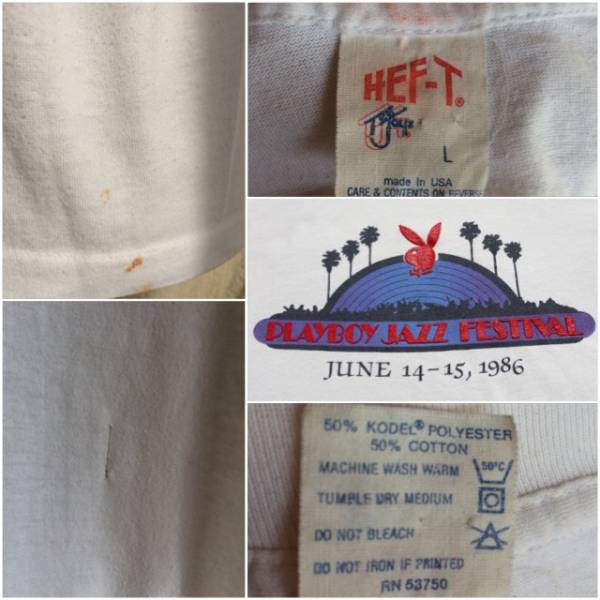 HEF-T®
L
made in USA
CARE & CONTENTS ON REVERSE
PLAYBOY JAZZ FESTIVAL
JUNE 14-15, 1986
50% KODEL® POLYESTER
50% COTTON
MACHINE WASH WARM
50°C
TUMBLE DRY MEDIUM
DO NOT BLEACH
DO NOT IRON IF PRINTED
RN 53750